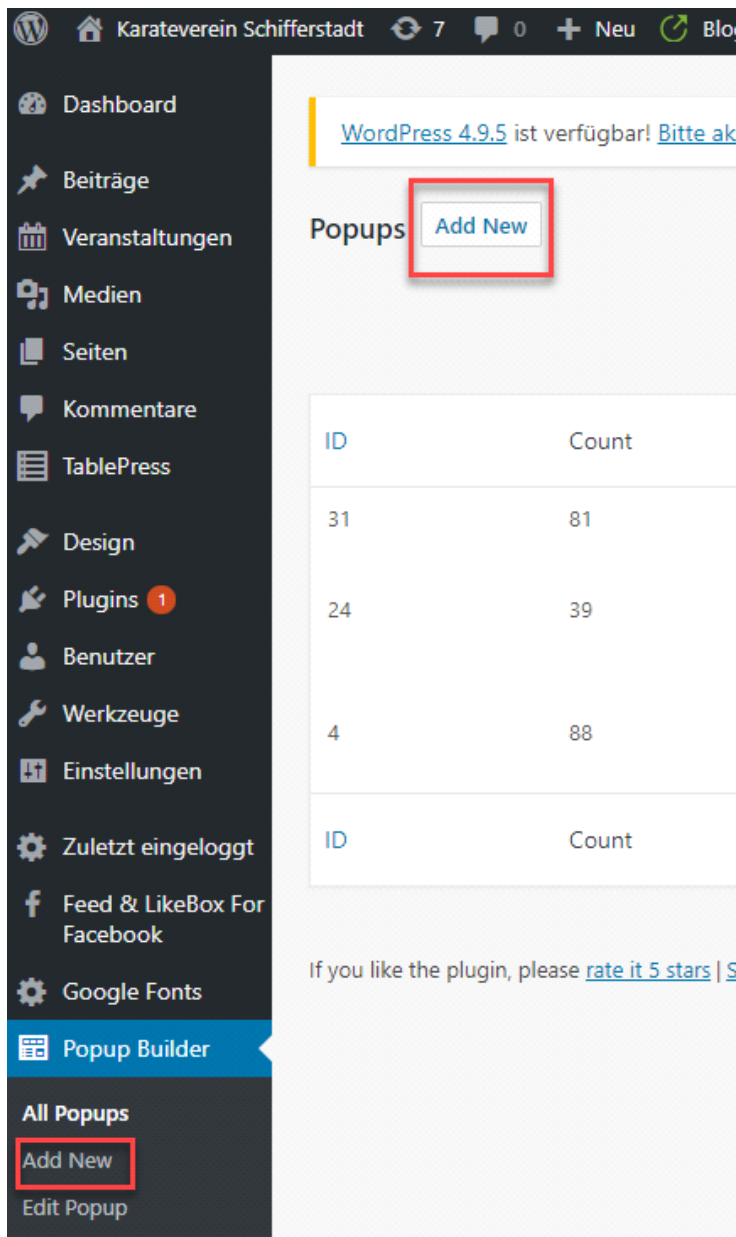 Karateverein Schifferstadt 7 0 Neu Blog
Dashboard
Beiträge
Veranstaltungen
Medien
Seiten
Kommentare
TablePress
Design
Plugins 1
Benutzer
Werkzeuge
Einstellungen
Zuletzt eingeloggt
Feed & LikeBox For
Facebook
Google Fonts
Popup Builder
All Popups
Add New
Edit Popup
WordPress 4.9.5 ist verfügbar! Bitte ak
Popups Add New
ID Count
31 81
24 39
4 88
ID Count
If you like the plugin, please rate it 5 stars |